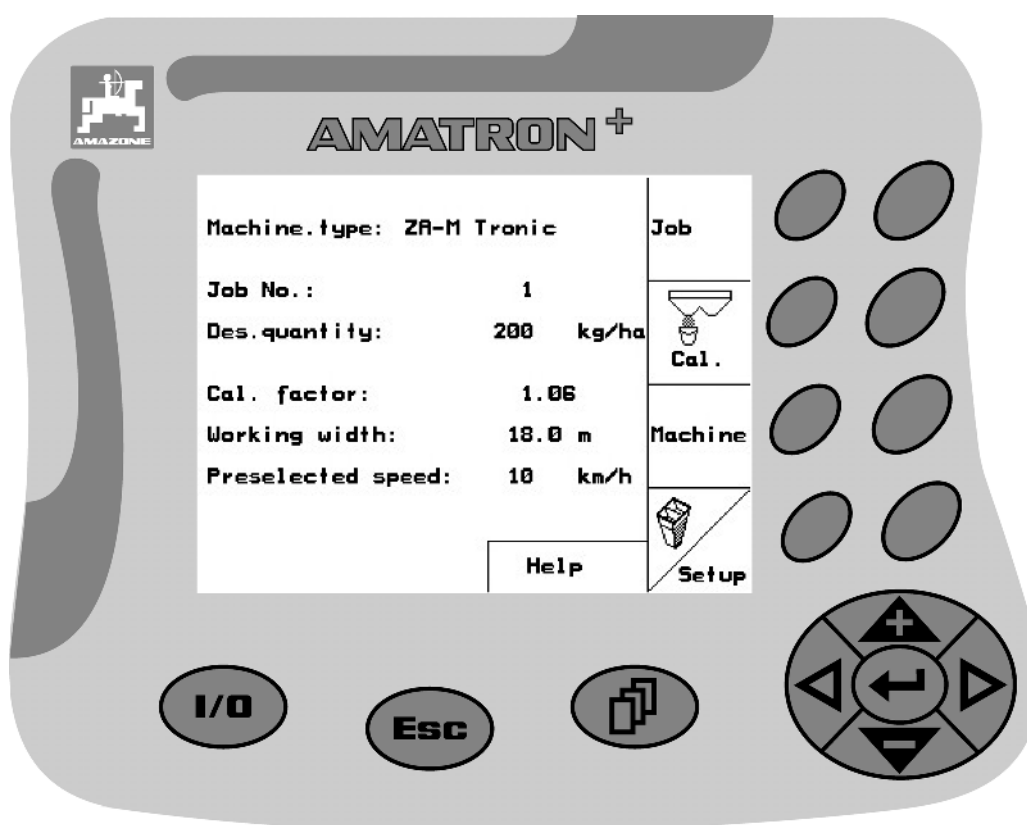 AMAZONE
AMATRON+
Machine.type: ZA-M Tronic
Job
Job No.: 1
Des.quantity: 200 kg/ha
Cal.
Cal. factor: 1.06
Working width: 18.0 m
Machine
Preselected speed: 10 km/h
Help
Setup
I/O
Esc
+
-